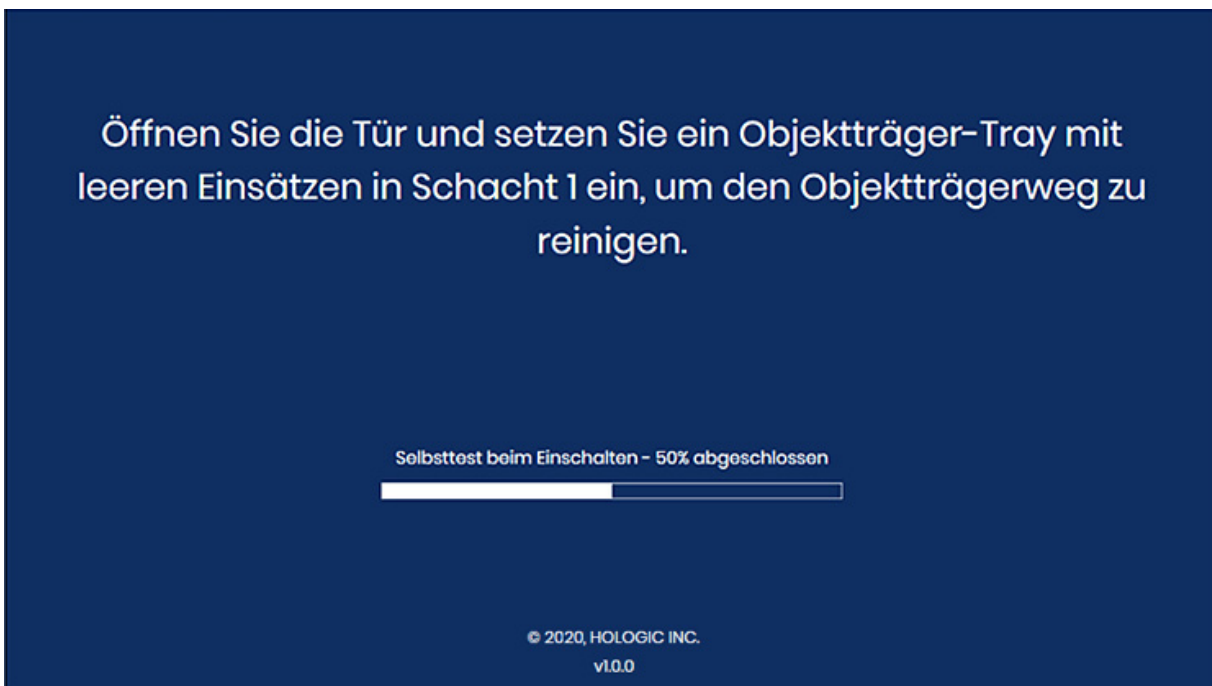 Öffnen Sie die Tür und setzen Sie ein Objektträger-Tray mit
leeren Einsätzen in Schacht 1 ein, um den Objektträgerweg zu
reinigen.
Selbsttest beim Einschalten - 50% abgeschlossen
© 2020, HOLOGIC INC.
v1.0.0